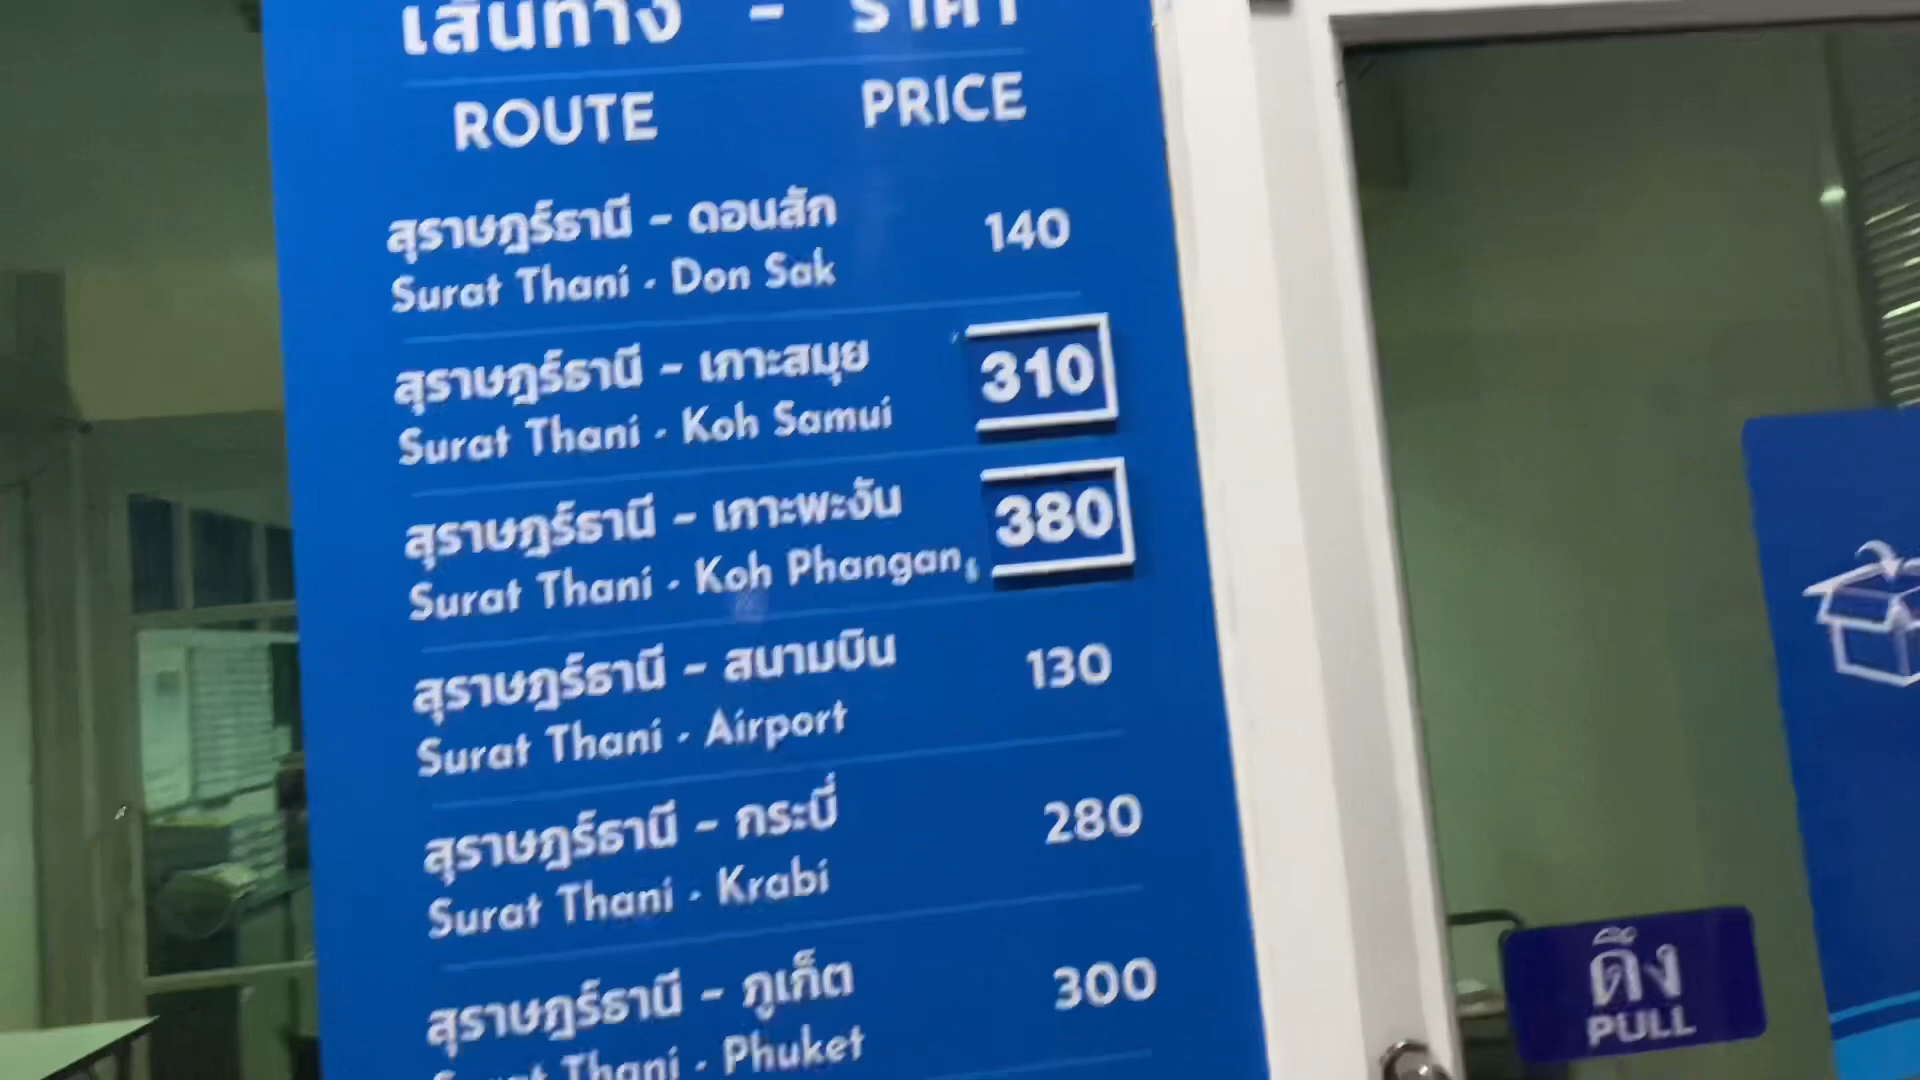 เส้นทาง - ราคา
ROUTE PRICE
สุราษฎร์ธานี - ดอนสัก 140
Surat Thani - Don Sak
สุราษฎร์ธานี - เกาะสมุย 310
Surat Thani - Koh Samui
สุราษฎร์ธานี - เกาะพะงัน 380
Surat Thani - Koh Phangan
สุราษฎร์ธานี - สนามบิน 130
Surat Thani - Airport
สุราษฎร์ธานี - กระบี่ 280
Surat Thani - Krabi
สุราษฎร์ธานี - ภูเก็ต 300
Surat Thani - Phuket
ดึง
PULL